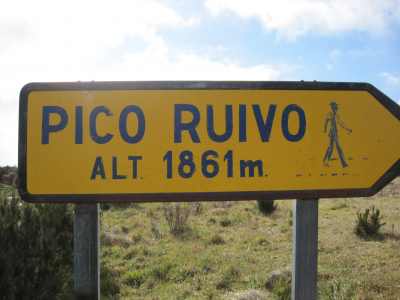 PICO RUIVO
ALT. 1861m.